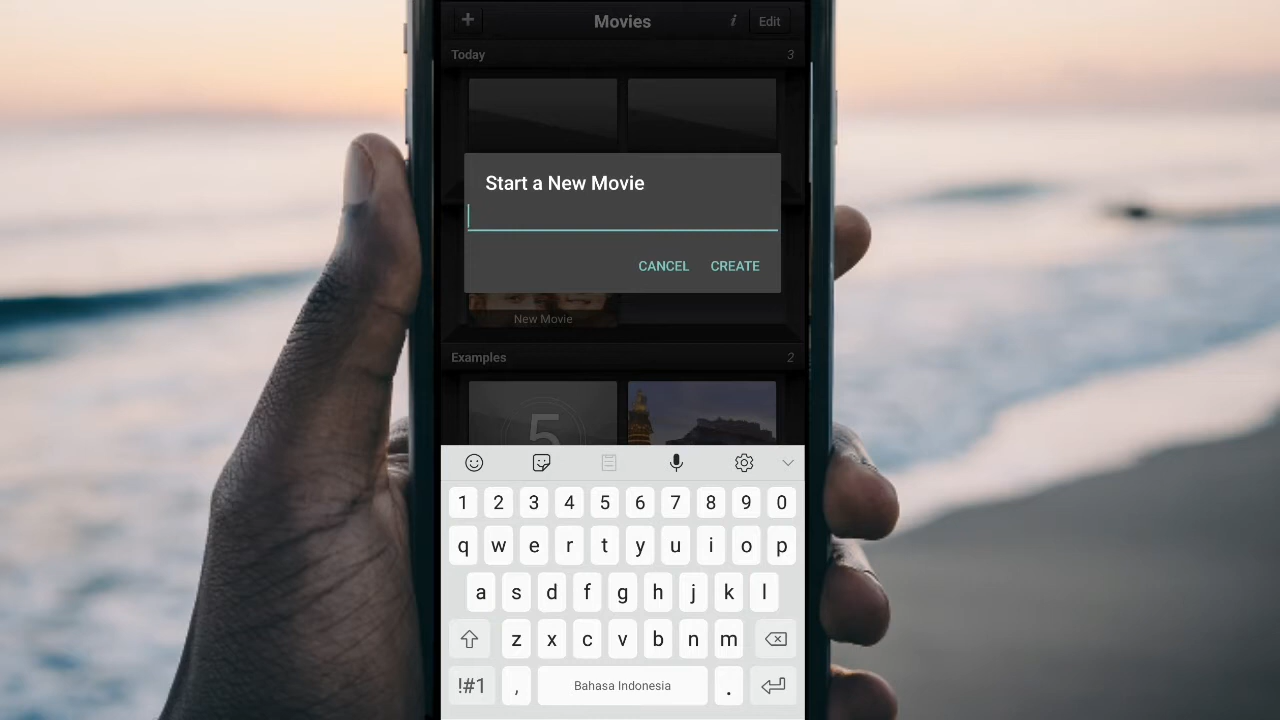 + Movies i Edit
Today 3
Start a New Movie
CANCEL CREATE
New Movie
Examples 2
5
1 2 3 4 5 6 7 8 9 0
q w e r t y u i o p
a s d f g h j k l
z x c v b n m
!#1 , Bahasa Indonesia .